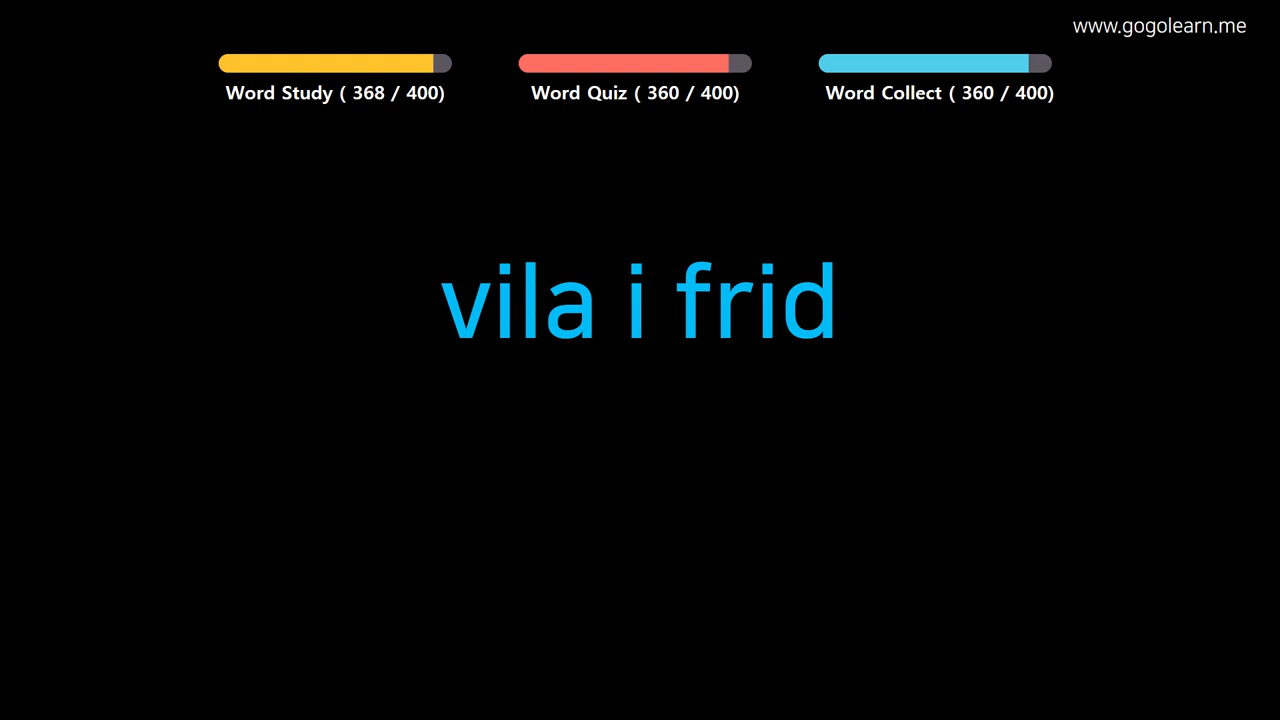 www.gogolearn.me
Word Study ( 368 / 400)
Word Quiz ( 360 / 400)
Word Collect ( 360 / 400)
vila i frid